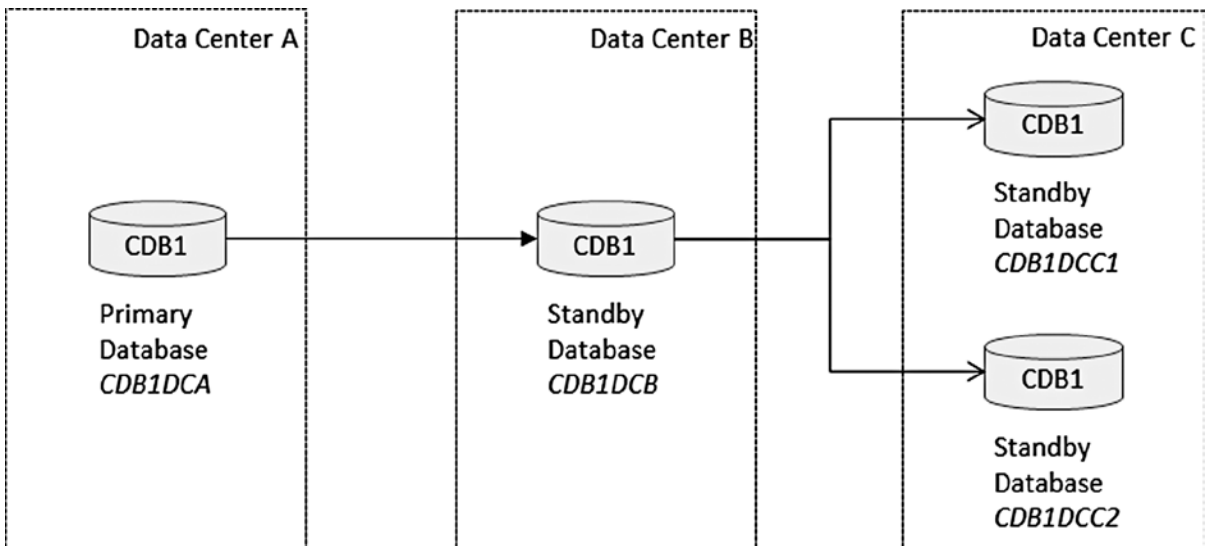 Data Center A
CDB1
Primary
Database
CDB1DCA
Data Center B
CDB1
Standby
Database
CDB1DCB
Data Center C
CDB1
Standby
Database
CDB1DCC1
CDB1
Standby
Database
CDB1DCC2